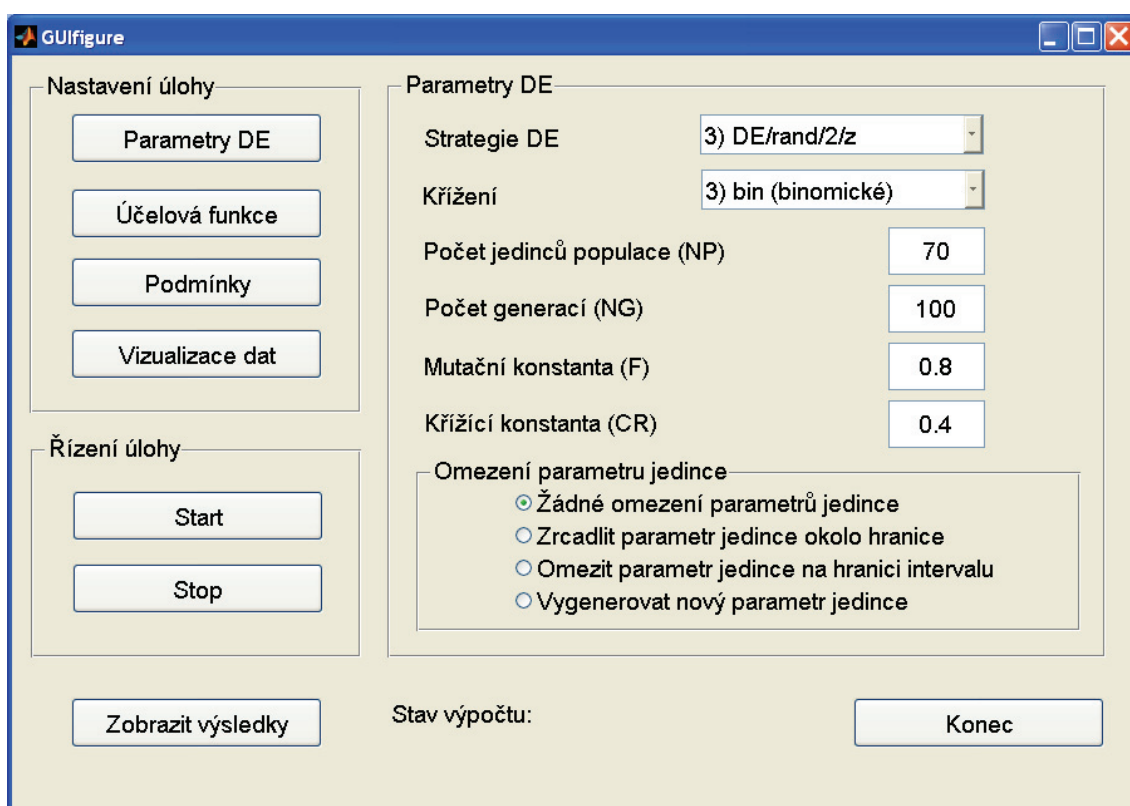 GUIfigure
Nastavení úlohy
Parametry DE
Účelová funkce
Podmínky
Vizualizace dat
Řízení úlohy
Start
Stop
Zobrazit výsledky
Parametry DE
Strategie DE
3) DE/rand/2/z
Křížení
3) bin (binomické)
Počet jedinců populace (NP)
70
Počet generací (NG)
100
Mutační konstanta (F)
0.8
Křížící konstanta (CR)
0.4
Omezení parametru jedince
Žádné omezení parametrů jedince
Zrcadlit parametr jedince okolo hranice
Omezit parametr jedince na hranici intervalu
Vygenerovat nový parametr jedince
Stav výpočtu:
Konec